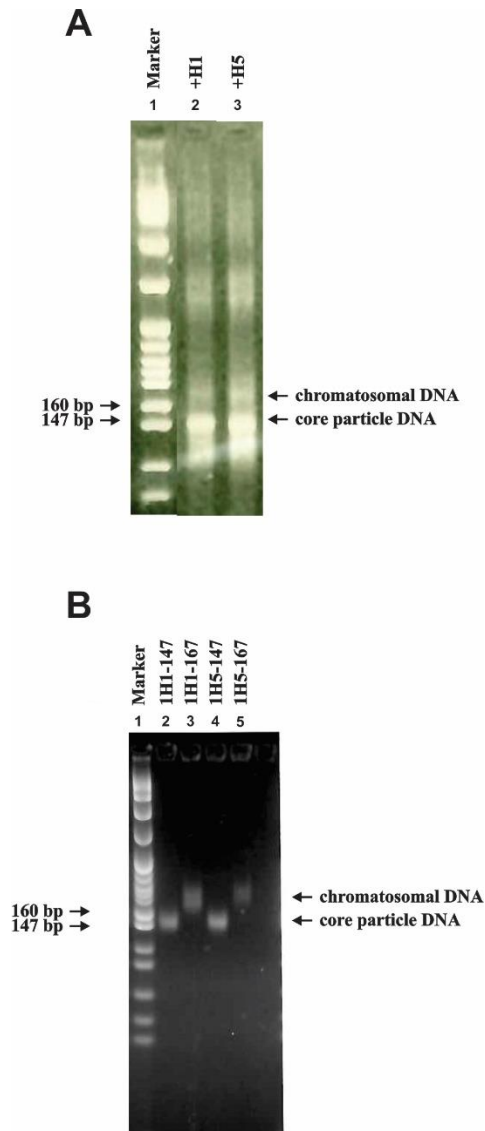 A
Marker +H1 +H5
1 2 3
chromatosomal DNA
160 bp
147 bp core particle DNA
B
Marker 1H1-147 1H1-167 1H5-147 1H5-167
1 2 3 4 5
chromatosomal DNA
160 bp
147 bp core particle DNA